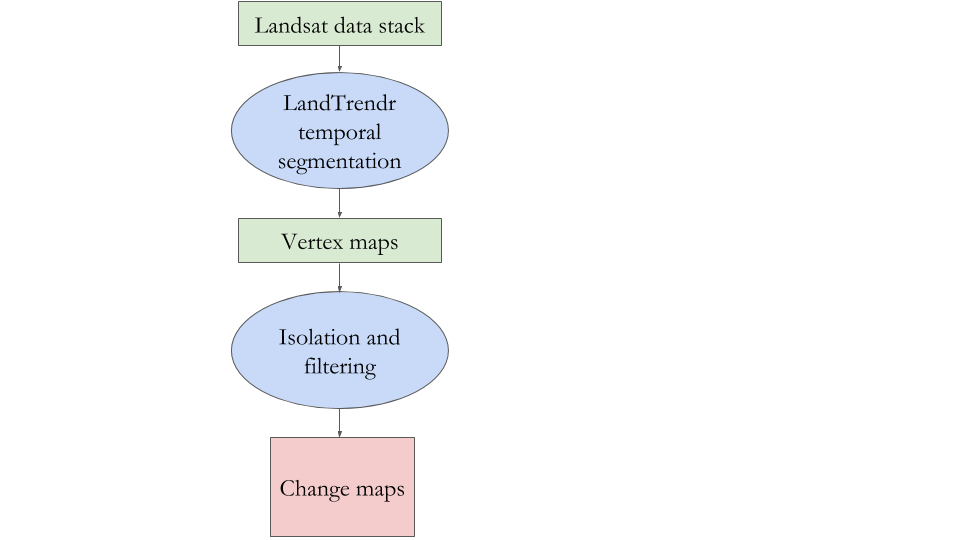 Landsat data stack
LandTrendr
temporal
segmentation
Vertex maps
Isolation and
filtering
Change maps